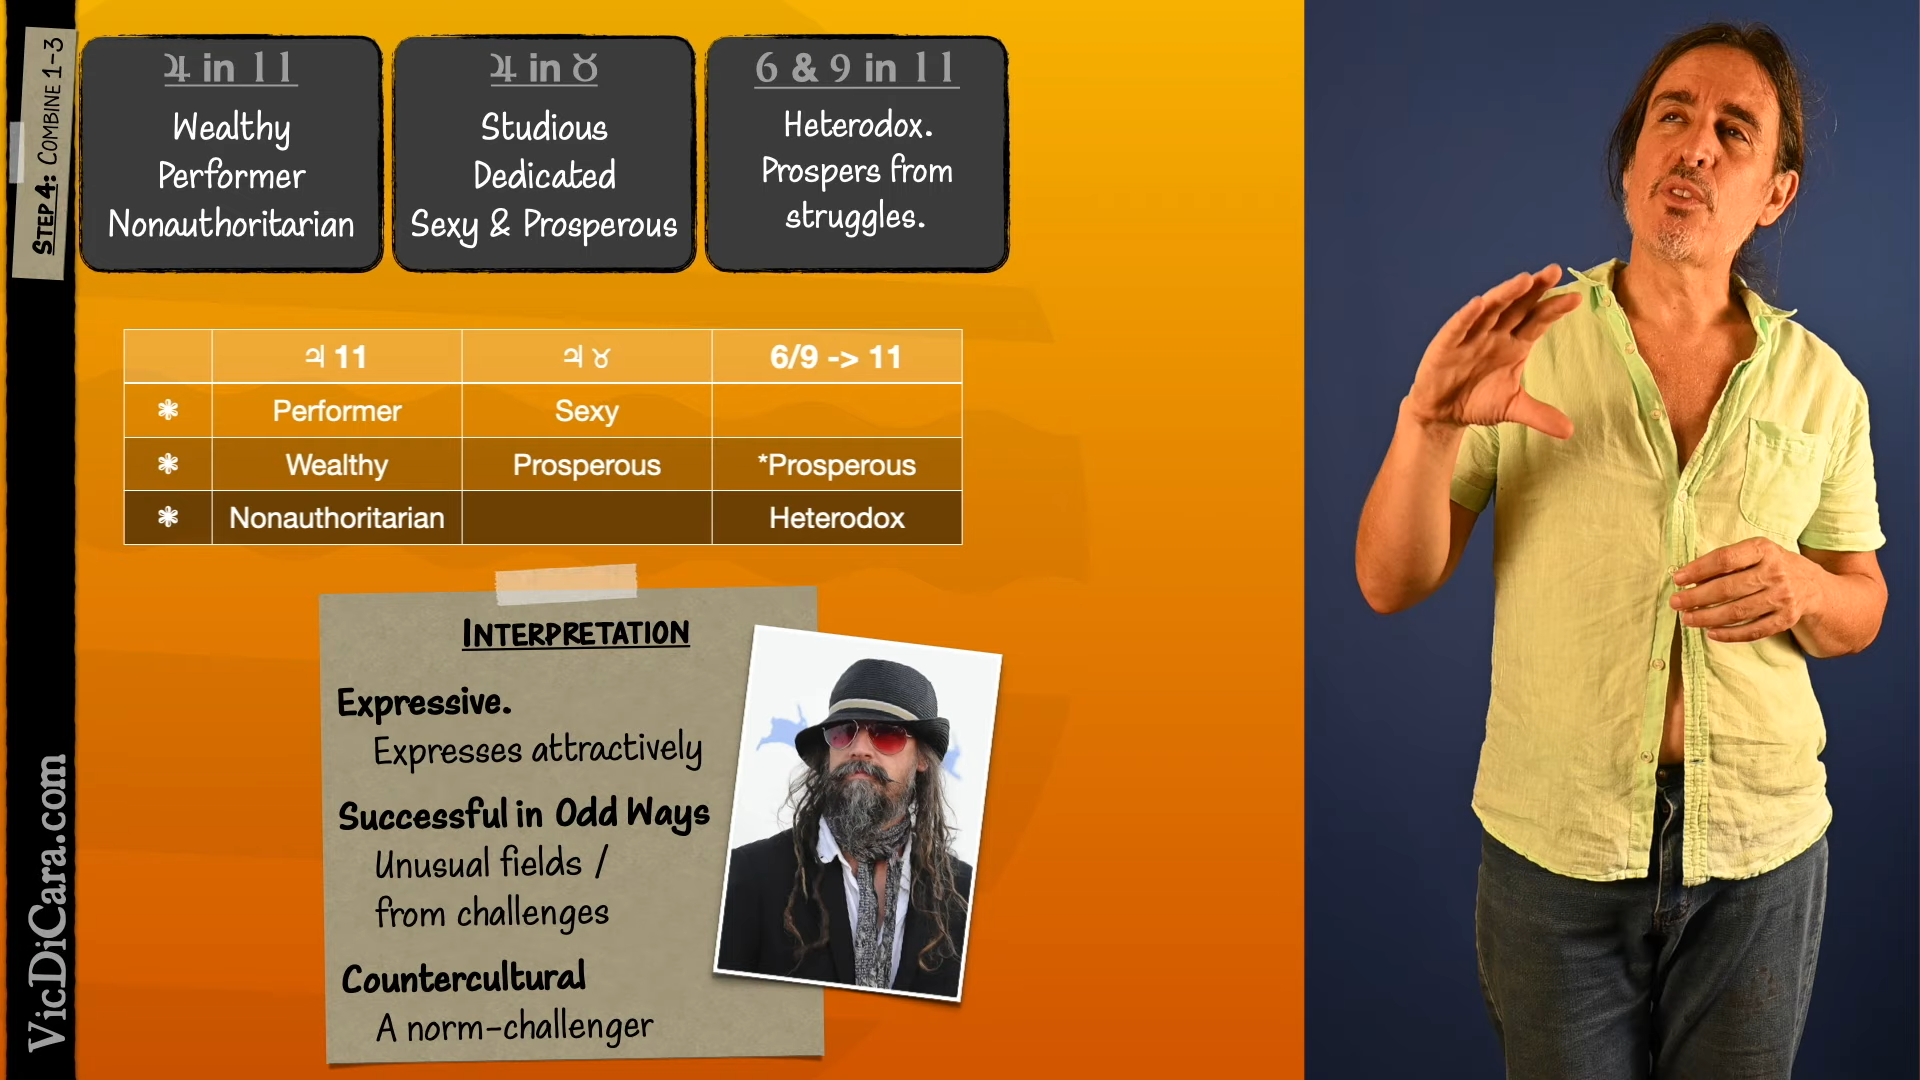 STEP 4: COMBINE 1-3
♃ in 11
Wealthy
Performer
Nonauthoritarian
♃ in ♉
Studious
Dedicated
Sexy & Prosperous
6 & 9 in 11
Heterodox.
Prospers from
struggles.
♃ 11 ♃ ♉ 6/9 -> 11
❃ Performer Sexy
❃ Wealthy Prosperous *Prosperous
❃ Nonauthoritarian Heterodox
INTERPRETATION
Expressive.
Expresses attractively
Successful in Odd Ways
Unusual fields /
from challenges
Countercultural
A norm-challenger
VicDiCara.com